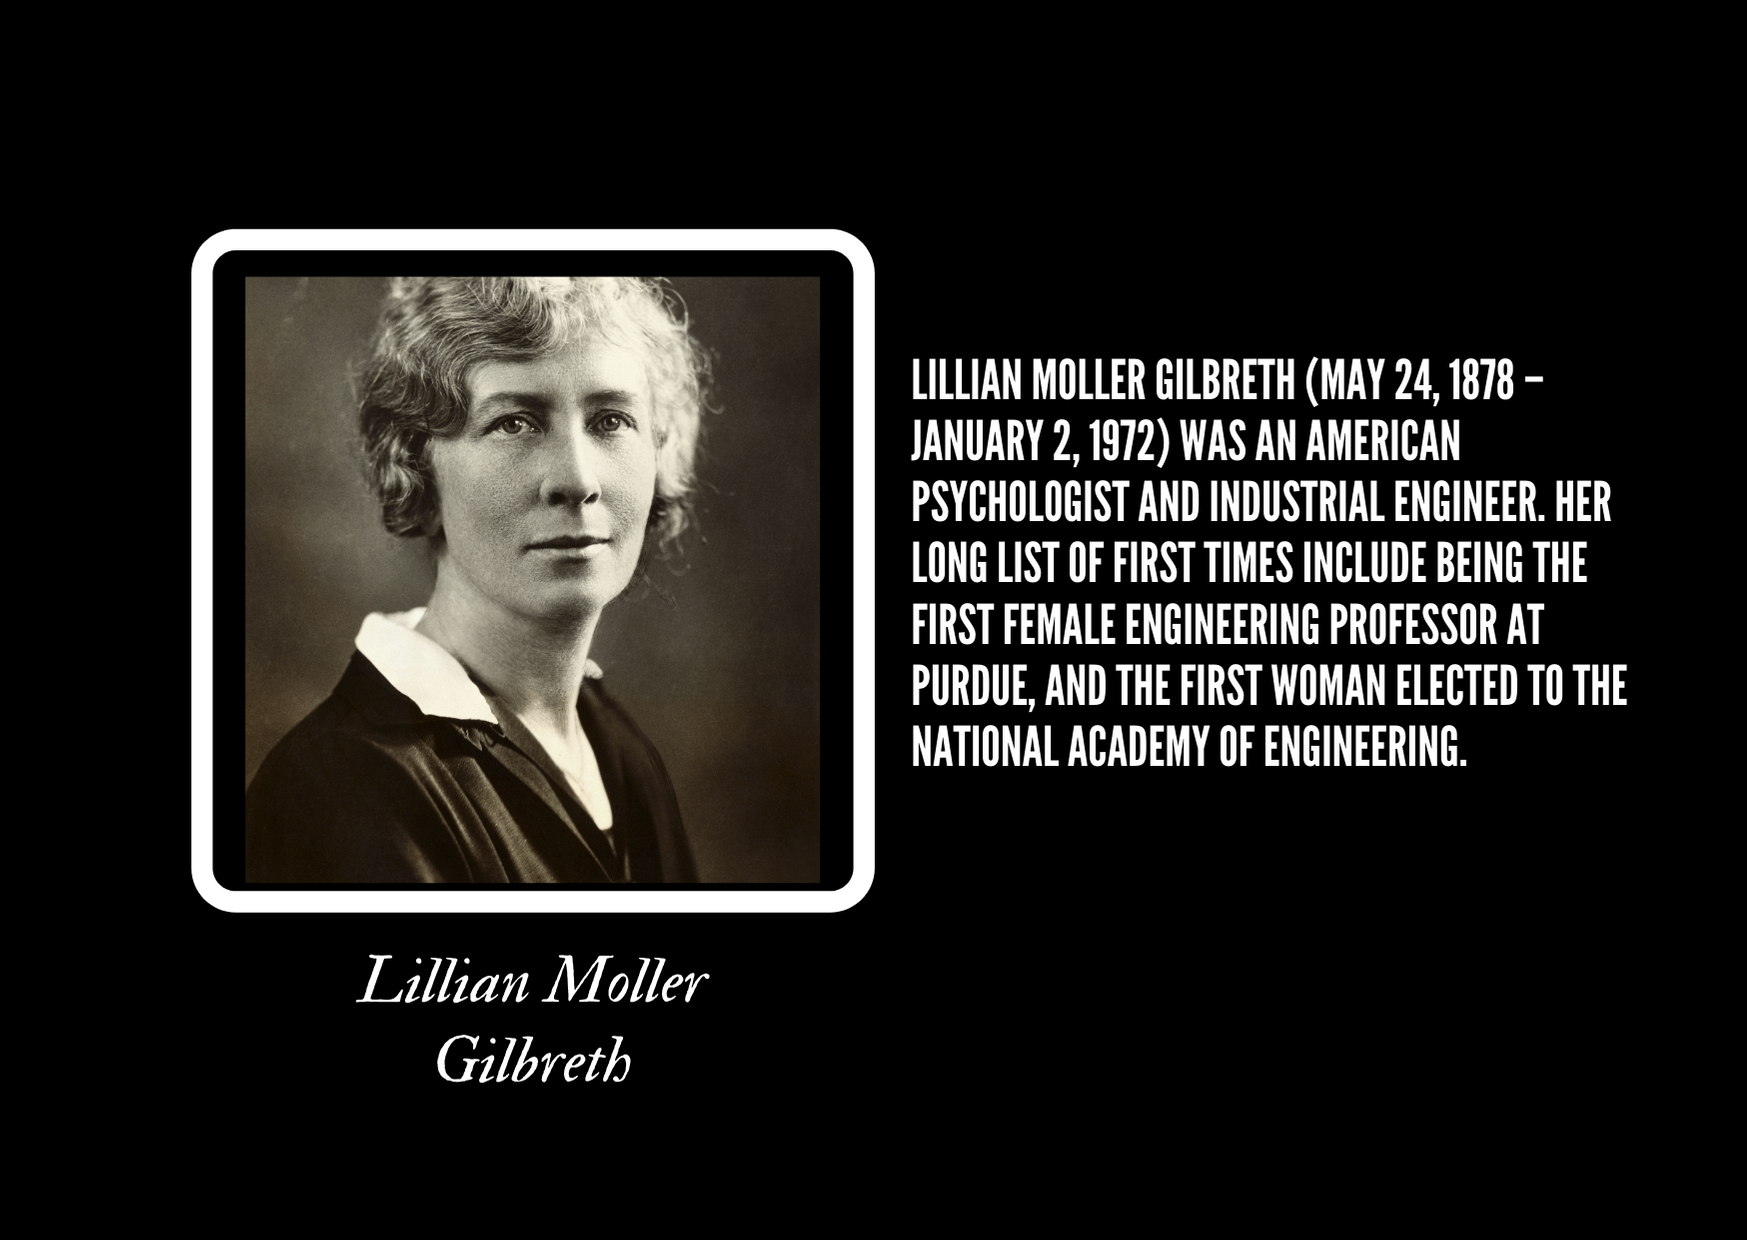 LILLIAN MOLLER GILBRETH (MAY 24, 1878 –
JANUARY 2, 1972) WAS AN AMERICAN
PSYCHOLOGIST AND INDUSTRIAL ENGINEER. HER
LONG LIST OF FIRST TIMES INCLUDE BEING THE
FIRST FEMALE ENGINEERING PROFESSOR AT
PURDUE, AND THE FIRST WOMAN ELECTED TO THE
NATIONAL ACADEMY OF ENGINEERING.
Lillian Moller
Gilbreth